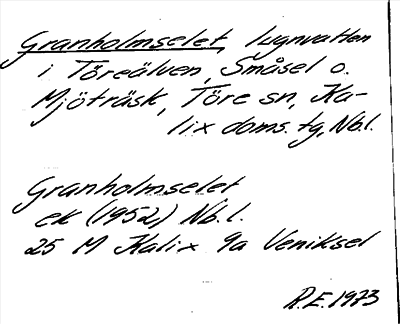 Granholmselet, lugnvatten
i Töreälven, Småsel o.
Mjöträsk, Töre sn, Ka-
lix doms. tg, Nb.l.
Granholmselet
ek (1952) Nb.l.
25 M Kalix 9a Veniksel
R.E. 1973